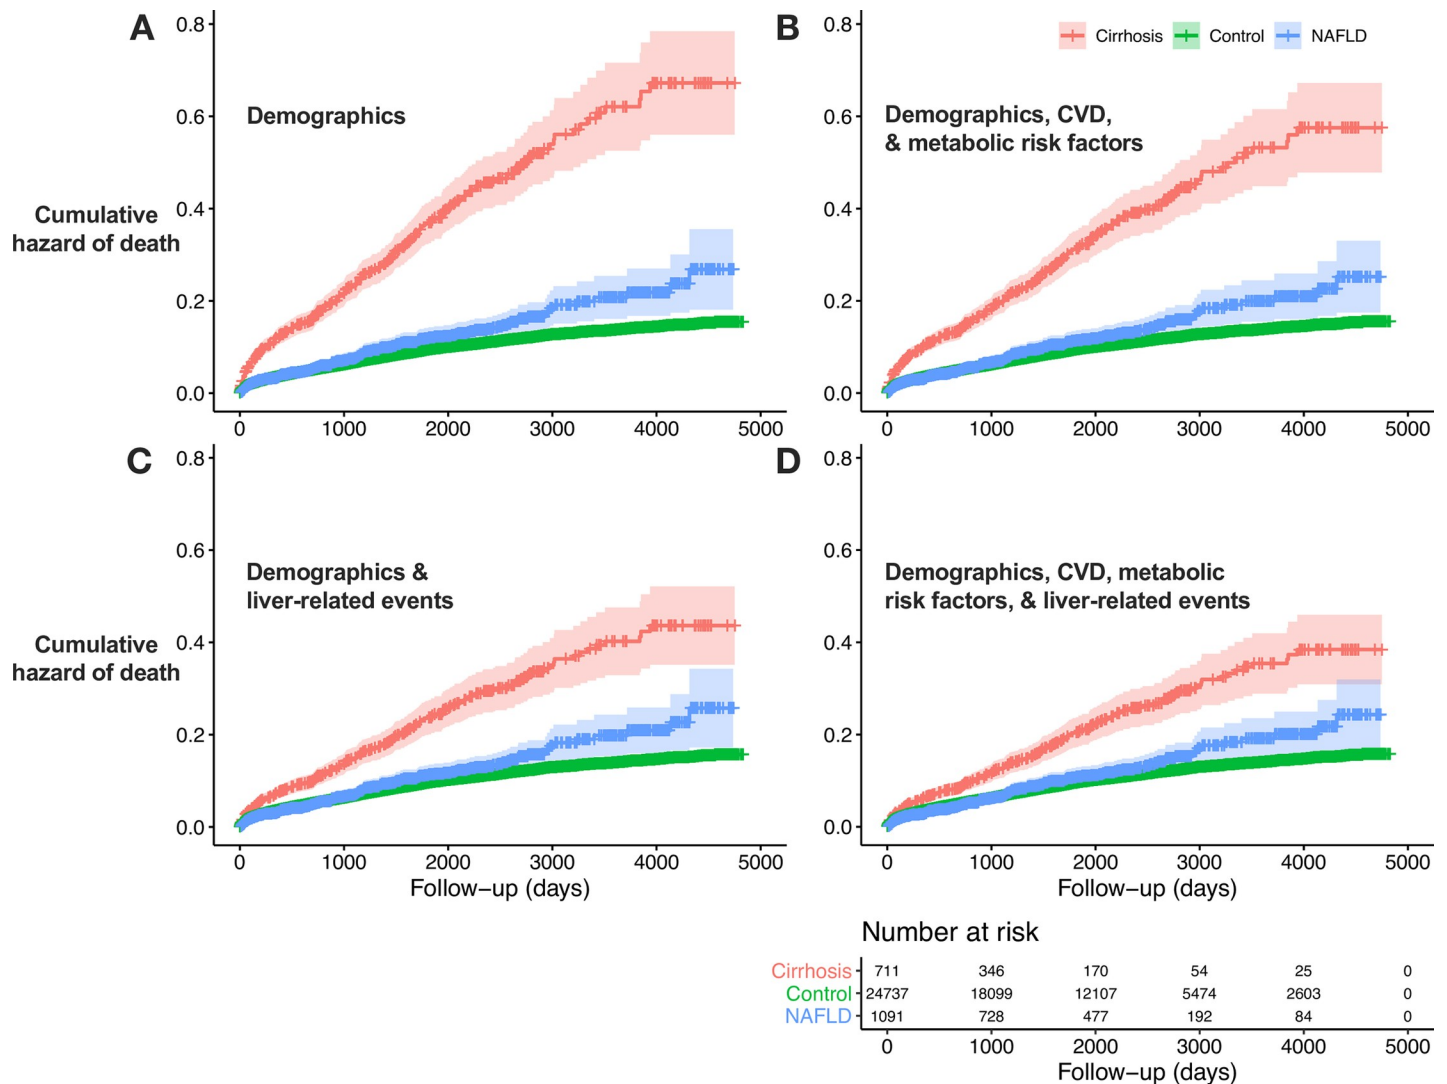 A
B
Cirrhosis Control NAFLD
Demographics
Demographics, CVD,
& metabolic risk factors
Cumulative
hazard of death
0.8
0.6
0.4
0.2
0.0
0 1000 2000 3000 4000 5000
0.8
0.6
0.4
0.2
0.0
0 1000 2000 3000 4000 5000
C
D
Demographics &
liver-related events
Demographics, CVD, metabolic
risk factors, & liver-related events
Cumulative
hazard of death
0.8
0.6
0.4
0.2
0.0
0 1000 2000 3000 4000 5000
Follow−up (days)
0.8
0.6
0.4
0.2
0.0
0 1000 2000 3000 4000 5000
Follow−up (days)
Number at risk
Cirrhosis 711 346 170 54 25 0
Control 24737 18099 12107 5474 2603 0
NAFLD 1091 728 477 192 84 0
0 1000 2000 3000 4000 5000
Follow−up (days)